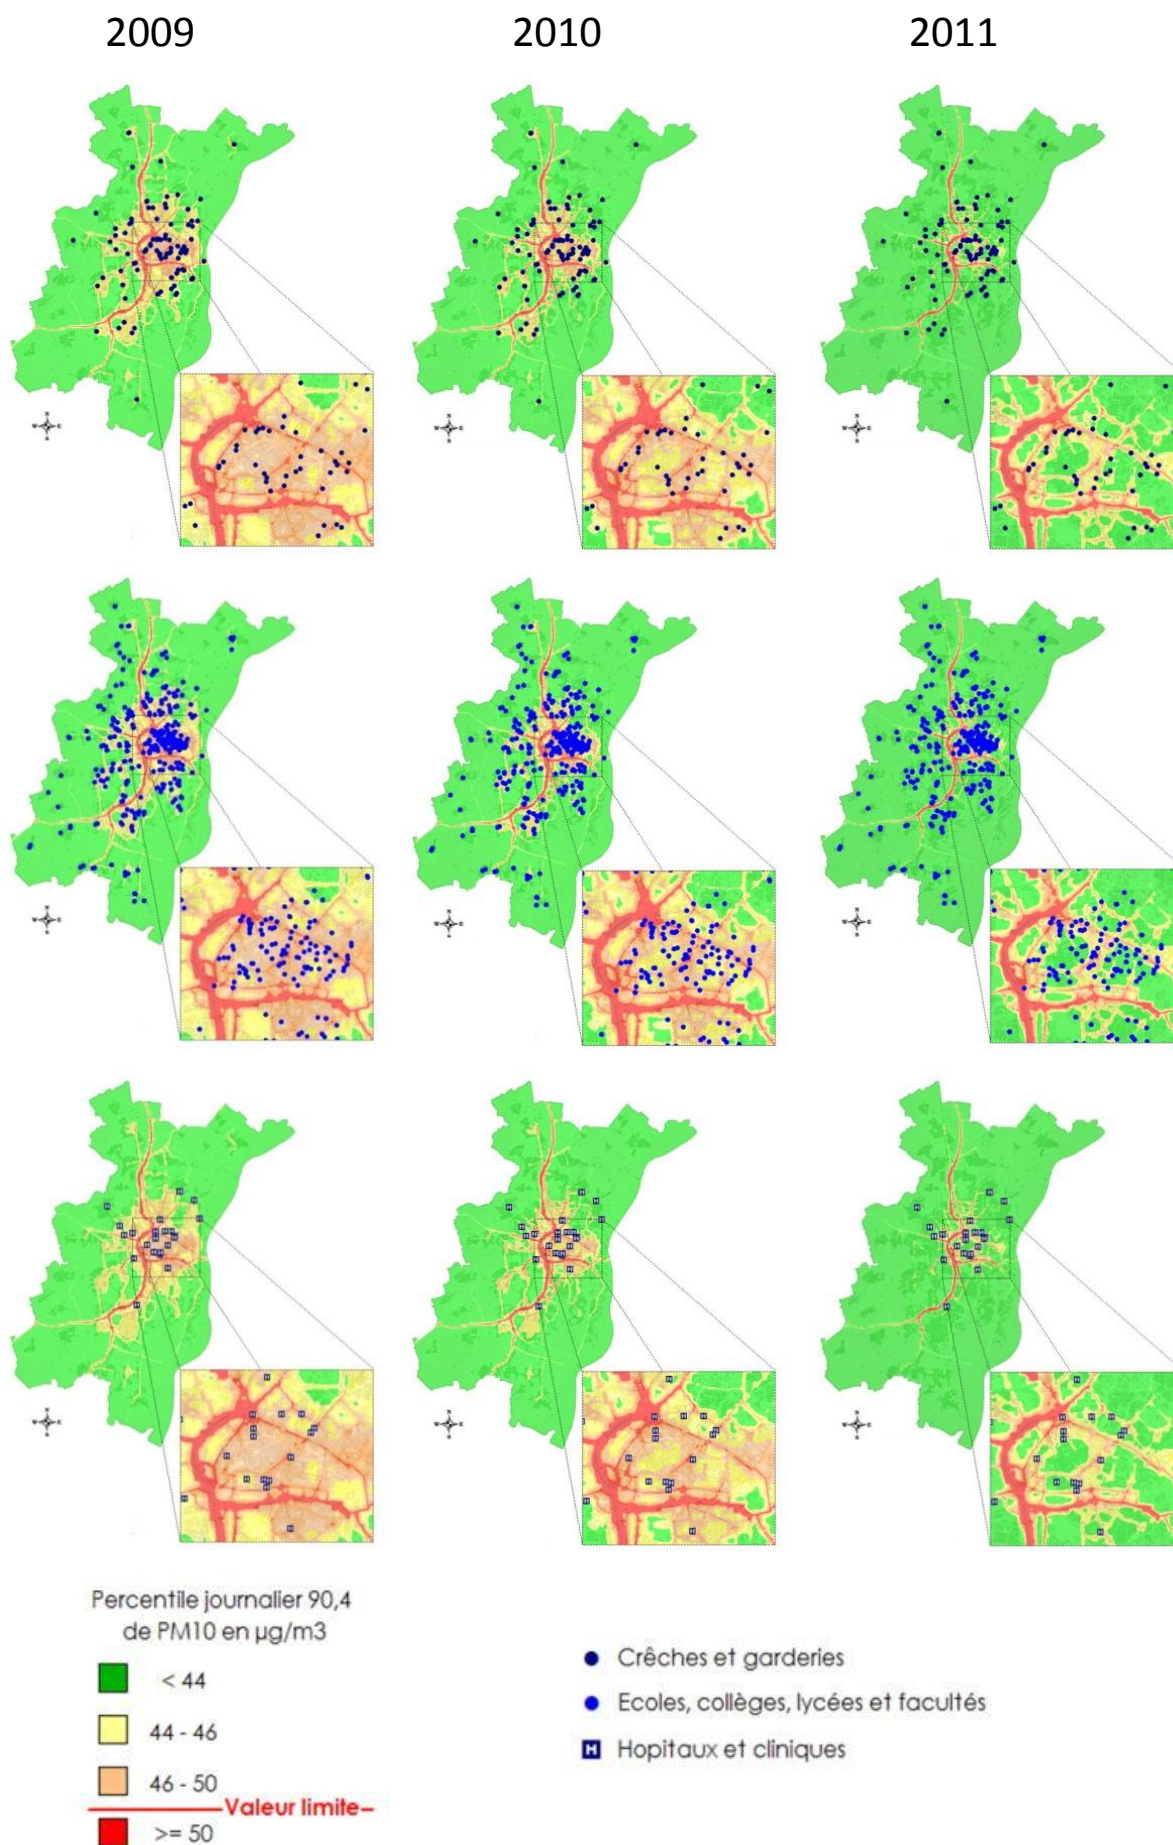 2009
2010
2011
Percentile journalier 90,4
de PM10 en µg/m3
< 44
44 - 46
46 - 50
Valeur limite
>= 50
Crêches et garderies
Ecoles, collèges, lycées et facultés
H Hopitaux et cliniques